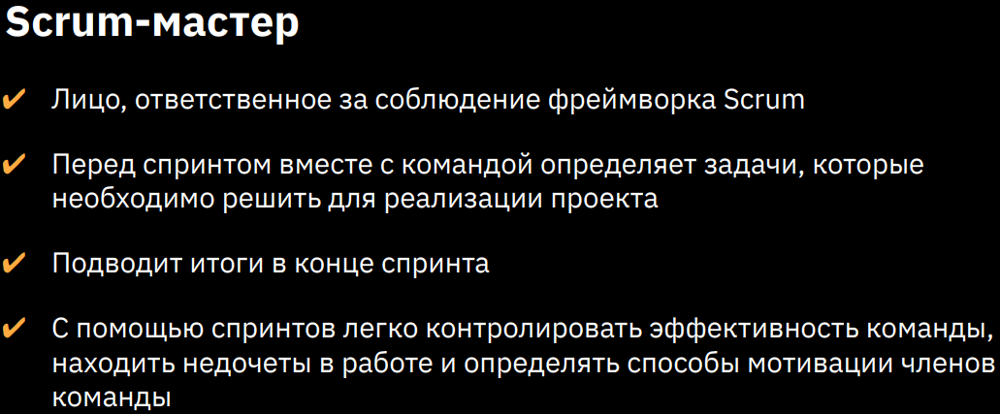 Scrum-мастер
✔ Лицо, ответственное за соблюдение фреймворка Scrum
✔ Перед спринтом вместе с командой определяет задачи, которые
необходимо решить для реализации проекта
✔ Подводит итоги в конце спринта
✔ С помощью спринтов легко контролировать эффективность команды,
находить недочеты в работе и определять способы мотивации членов
команды